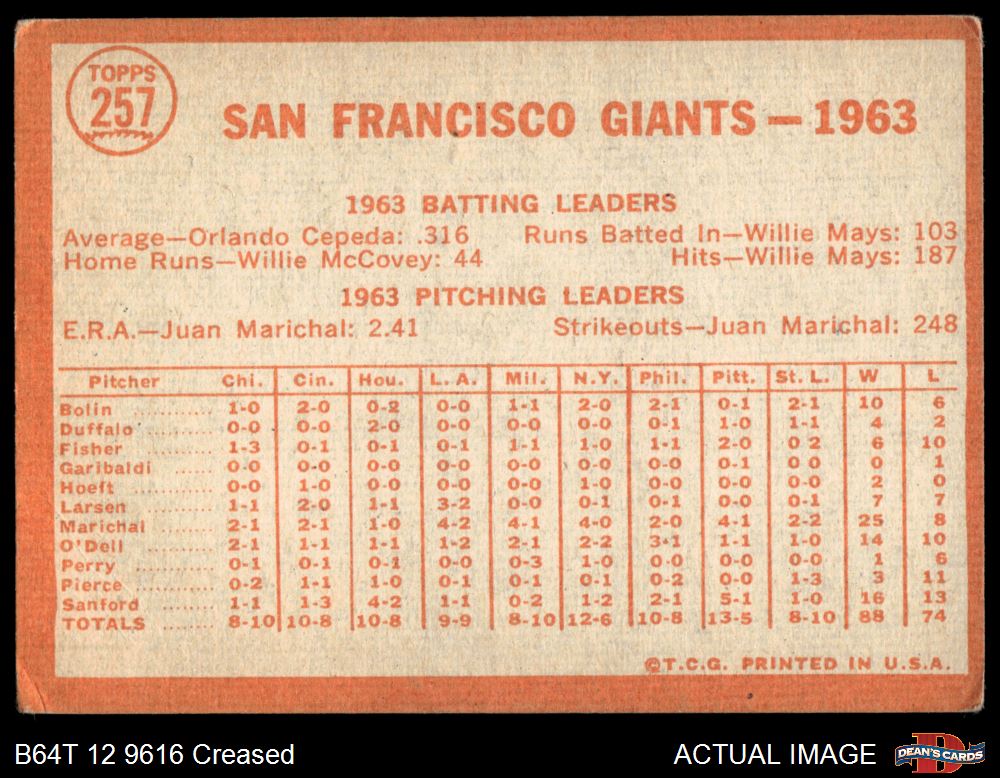 TOPPS
257
SAN FRANCISCO GIANTS — 1963
1963 BATTING LEADERS
Average—Orlando Cepeda: .316 Runs Batted In—Willie Mays: 103
Home Runs—Willie McCovey: 44 Hits—Willie Mays: 187
1963 PITCHING LEADERS
E.R.A.—Juan Marichal: 2.41 Strikeouts—Juan Marichal: 248
Pitcher Chi. Cin. Hou. L.A. Mil. N.Y. Phil. Pitt. St. L. W L
Bolin .......... 1-0 2-0 0-2 0-0 1-1 2-0 2-1 0-1 2-1 10 6
Duffalo ........ 0-0 0-0 2-0 0-0 0-0 0-0 0-1 1-0 1-1 4 2
Fisher ......... 1-3 0-1 0-1 0-1 1-1 1-0 1-1 2-0 0 2 6 10
Garibaldi ...... 0-0 0-0 0-0 0-0 0-0 0-0 0-0 0-1 0 0 0 1
Hoeft .......... 0-0 1-0 0-0 0-0 0-0 1-0 0-0 0-0 0-0 2 0
Larsen ......... 1-1 2-0 1-1 3-2 0-0 0-1 0-1 0-0 0-1 7 7
Marichal ....... 2-1 2-1 1-0 4-2 4-1 4-0 2-0 4-1 2-2 25 8
O'Dell ......... 2-1 1-1 1-1 1-2 2-1 2-2 3-1 1-1 1-0 14 10
Perry .......... 0-1 0-1 0-1 0-0 0-3 1-0 0-0 0-0 0-0 1 6
Pierce ......... 0-2 1-1 1-0 0-1 0-1 0-1 0-2 0-0 1-3 3 11
Sanford ........ 1-1 1-3 4-2 1-1 0-2 1-2 2-1 5-1 1-0 16 13
TOTALS ......... 8-10 10-8 10-8 9-9 8-10 12-6 10-8 13-5 8-10 88 74
©T.C.G. PRINTED IN U.S.A.
B64T 12 9616 Creased ACTUAL IMAGE DEAN'S CARDS